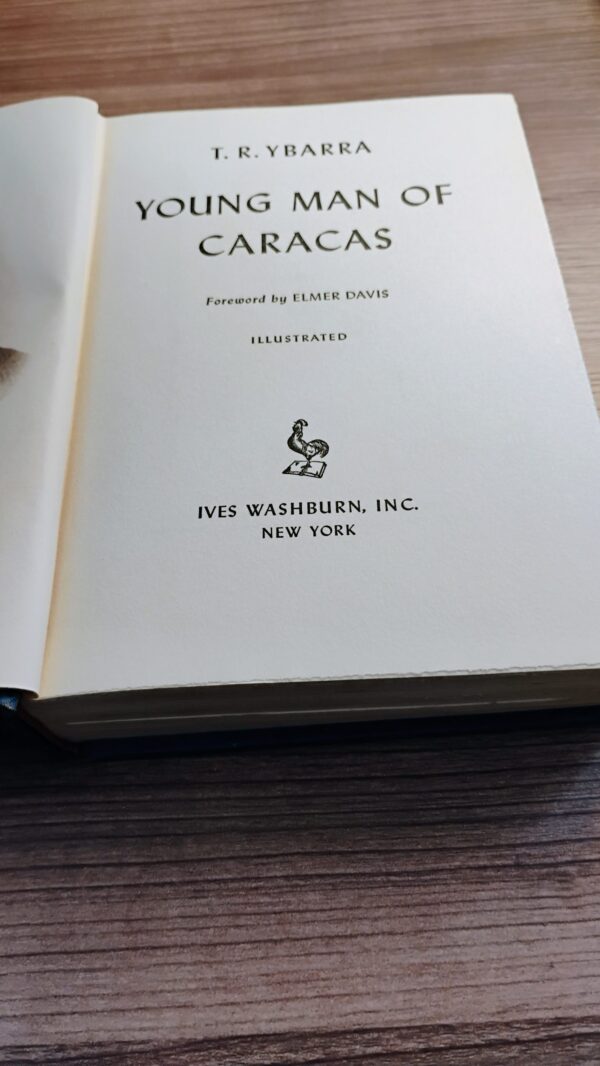 T. R. YBARRA
YOUNG MAN OF
CARACAS
Foreword by ELMER DAVIS
ILLUSTRATED
IVES WASHBURN, INC.
NEW YORK